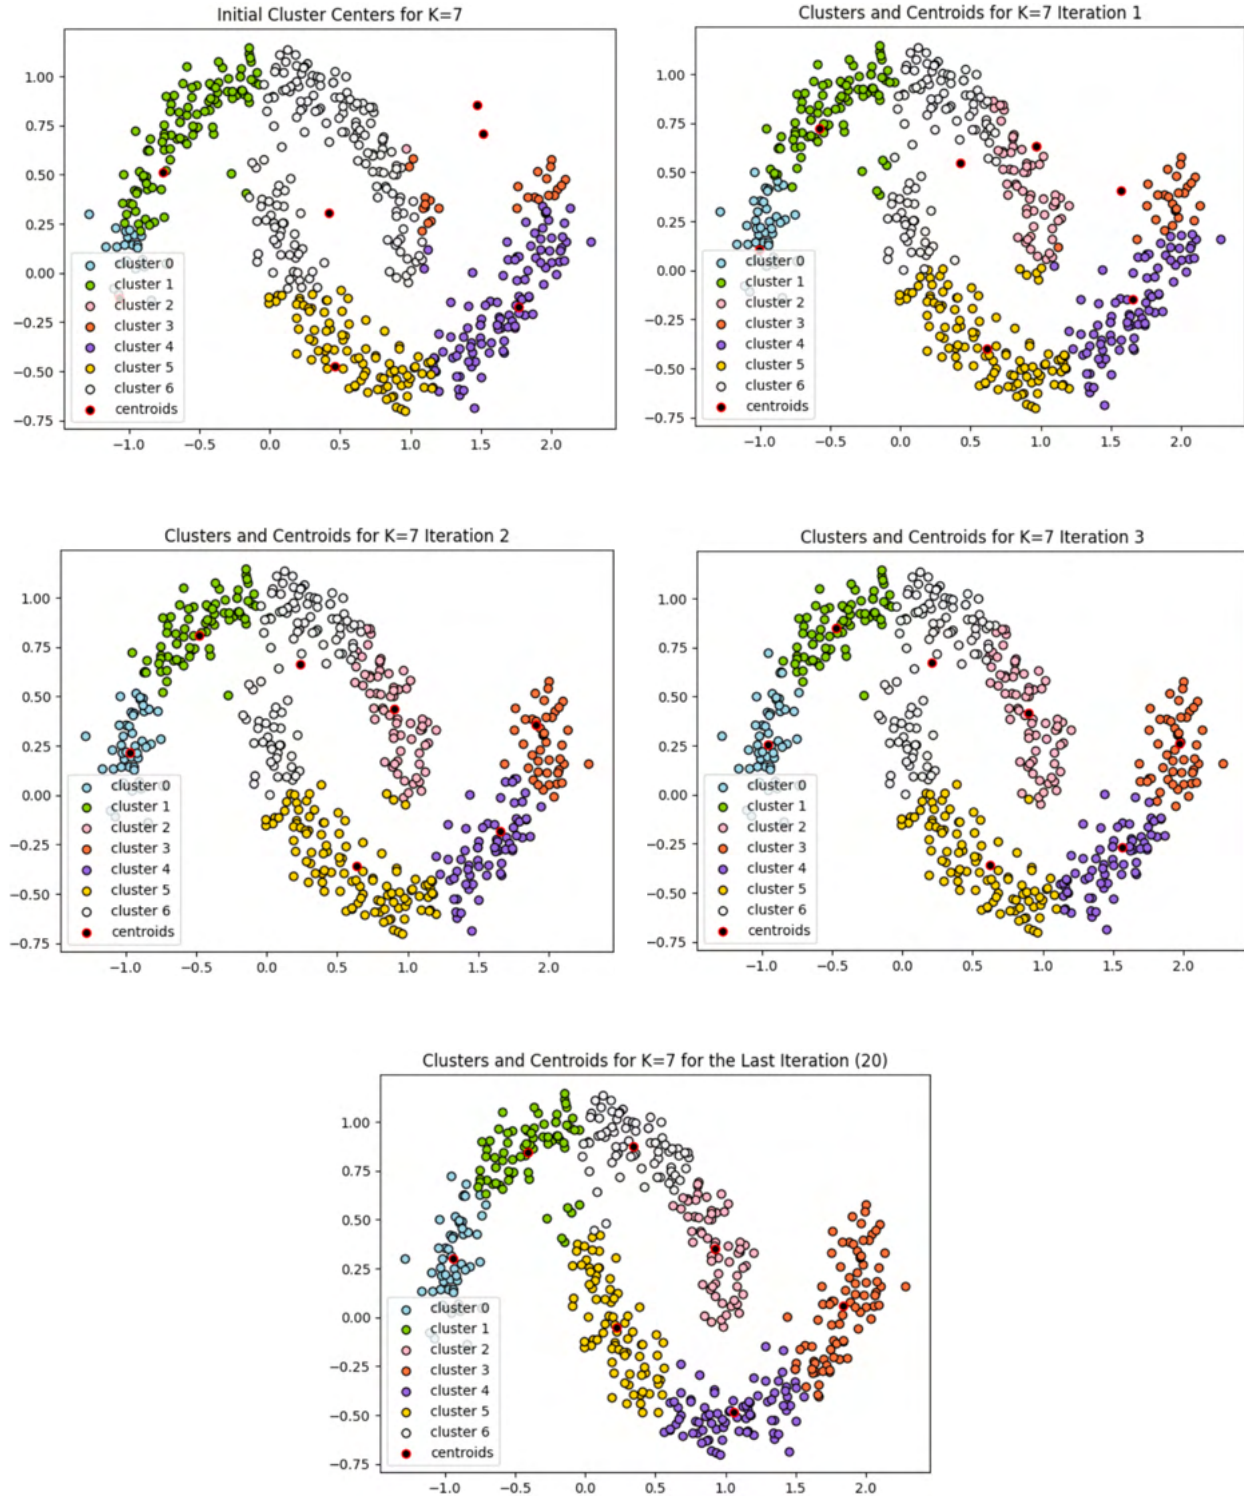 Initial Cluster Centers for K=7
1.00
0.75
0.50
0.25
0.00
−0.25
−0.50
−0.75
cluster 0
cluster 1
cluster 2
cluster 3
cluster 4
cluster 5
cluster 6
centroids
−1.0 −0.5 0.0 0.5 1.0 1.5 2.0
Clusters and Centroids for K=7 Iteration 1
1.00
0.75
0.50
0.25
0.00
−0.25
−0.50
−0.75
cluster 0
cluster 1
cluster 2
cluster 3
cluster 4
cluster 5
cluster 6
centroids
−1.0 −0.5 0.0 0.5 1.0 1.5 2.0
Clusters and Centroids for K=7 Iteration 2
1.00
0.75
0.50
0.25
0.00
−0.25
−0.50
−0.75
cluster 0
cluster 1
cluster 2
cluster 3
cluster 4
cluster 5
cluster 6
centroids
−1.0 −0.5 0.0 0.5 1.0 1.5 2.0
Clusters and Centroids for K=7 Iteration 3
1.00
0.75
0.50
0.25
0.00
−0.25
−0.50
−0.75
cluster 0
cluster 1
cluster 2
cluster 3
cluster 4
cluster 5
cluster 6
centroids
−1.0 −0.5 0.0 0.5 1.0 1.5 2.0
Clusters and Centroids for K=7 for the Last Iteration (20)
1.00
0.75
0.50
0.25
0.00
−0.25
−0.50
−0.75
cluster 0
cluster 1
cluster 2
cluster 3
cluster 4
cluster 5
cluster 6
centroids
−1.0 −0.5 0.0 0.5 1.0 1.5 2.0